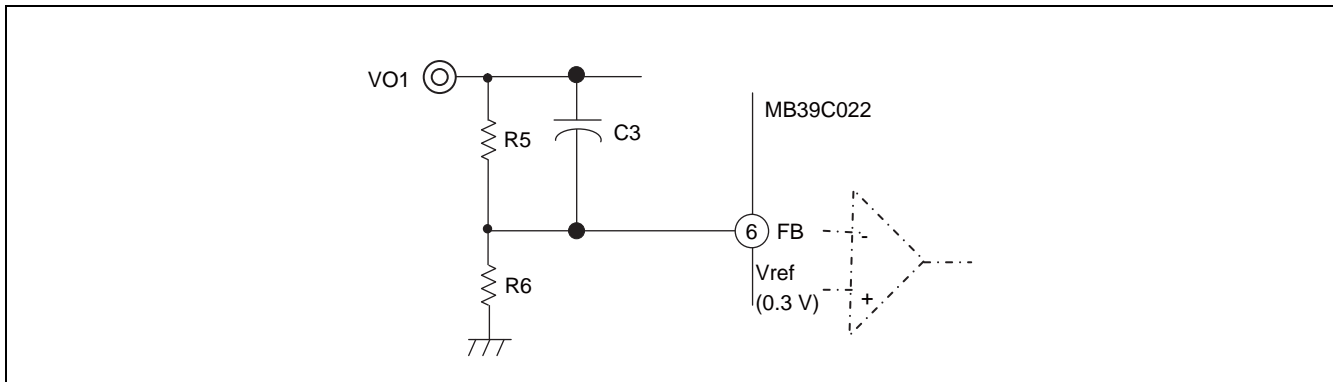 VO1
R5
C3
MB39C022
6
FB
-
Vref
(0.3 V)
+
R6